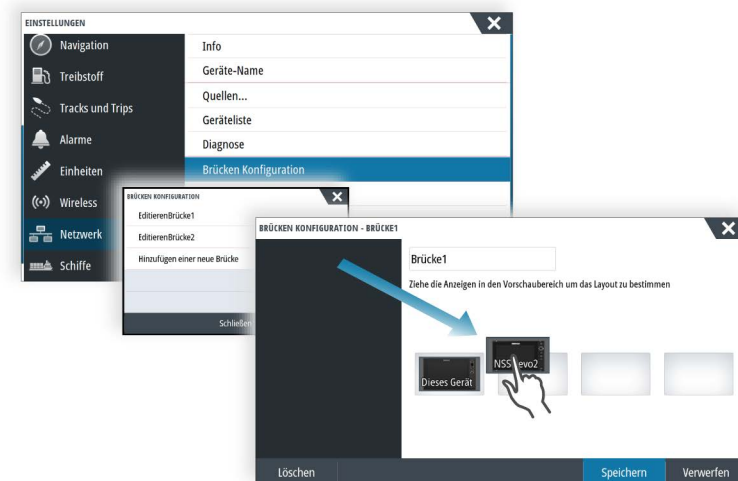 EINSTELLUNGEN
Navigation
Treibstoff
Tracks und Trips
Alarme
Einheiten
Wireless
Netzwerk
Schiffe
Info
Geräte-Name
Quellen...
Geräteliste
Diagnose
Brücken Konfiguration
BRÜCKEN KONFIGURATION
EditierenBrücke1
EditierenBrücke2
Hinzufügen einer neue Brücke
Schließen
BRÜCKEN KONFIGURATION - BRÜCKE1
Brücke1
Ziehe die Anzeigen in den Vorschaubereich um das Layout zu bestimmen
Dieses Gerät
NSS evo2
Löschen
Speichern
Verwerfen